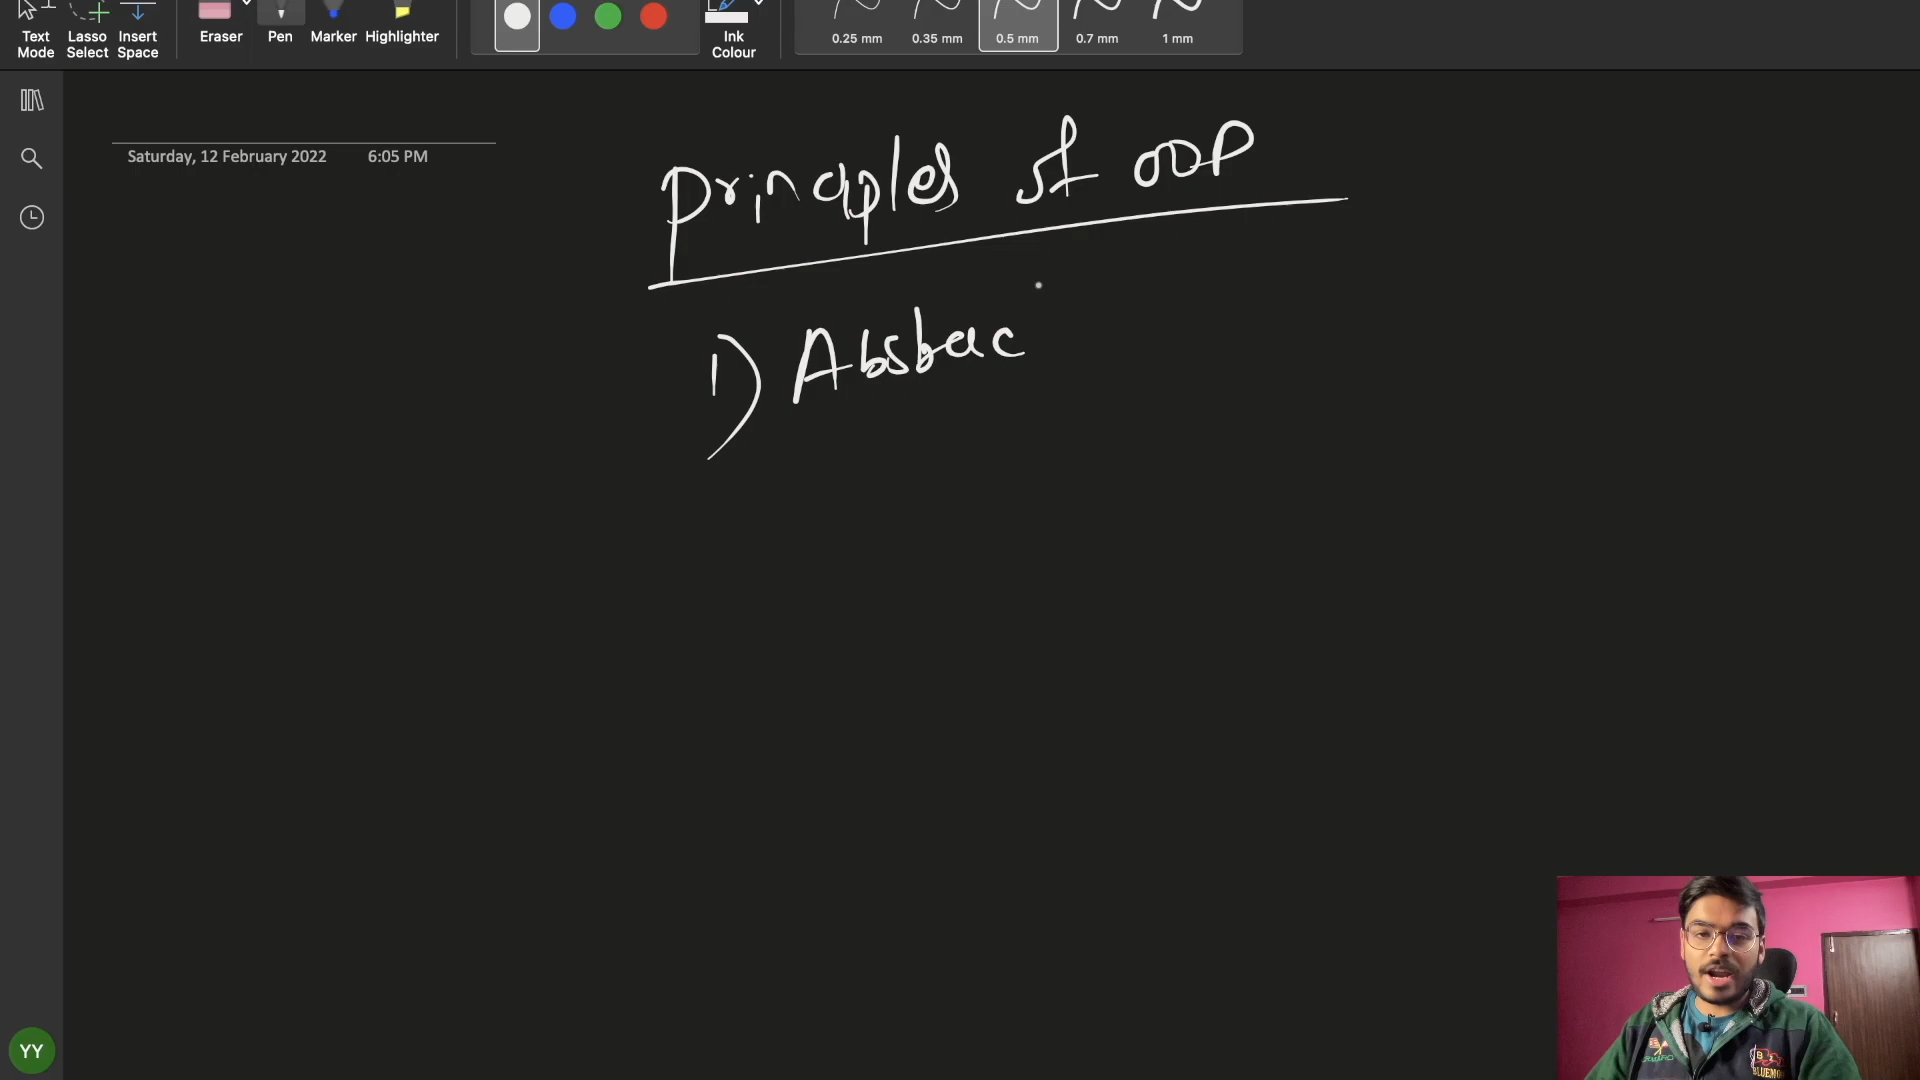 Text Mode
Lasso Select
Insert Space
Eraser
Pen
Marker
Highlighter
Ink Colour
0.25 mm
0.35 mm
0.5 mm
0.7 mm
1 mm
Saturday, 12 February 2022 6:05 PM
Principles of OOP
1) Abstrac
YY